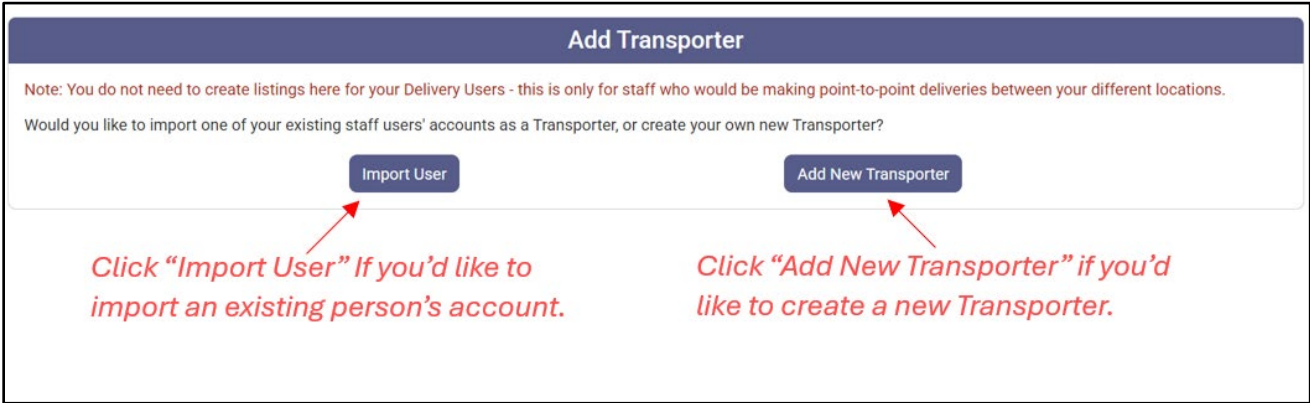 Add Transporter
Note: You do not need to create listings here for your Delivery Users - this is only for staff who would be making point-to-point deliveries between your different locations.
Would you like to import one of your existing staff users' accounts as a Transporter, or create your own new Transporter?
Import User
Add New Transporter
Click “Import User” If you’d like to
import an existing person’s account.
Click “Add New Transporter” if you’d
like to create a new Transporter.